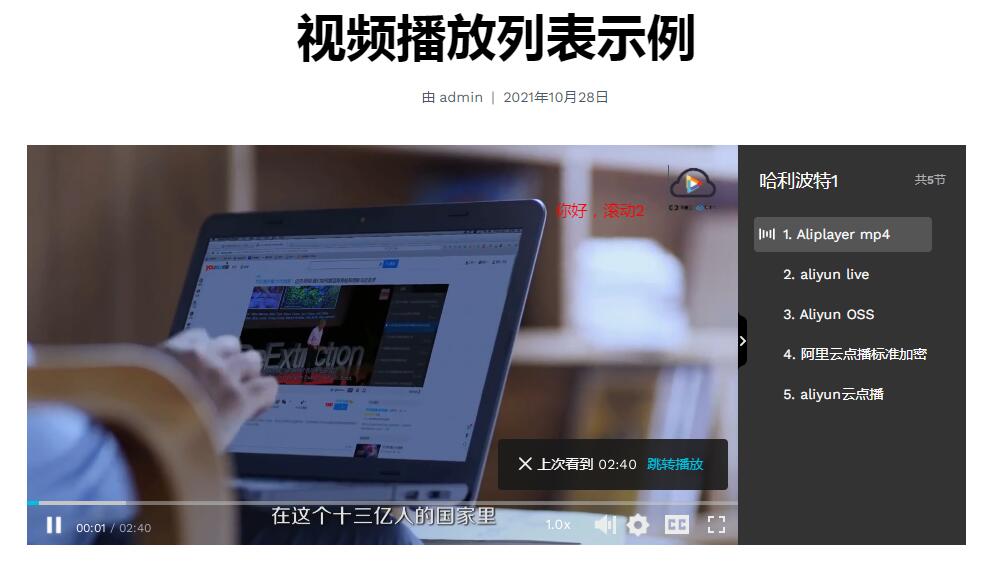 视频播放列表示例
由 admin | 2021年10月28日
你好，滚动2
哈利波特1
共5节
1. Aliplayer mp4
2. aliyun live
3. Aliyun OSS
4. 阿里云点播标准加密
5. aliyun云点播
上次看到 02:40 跳转播放
在这个十三亿人的国家里
00:01 / 02:40
1.0x
CC